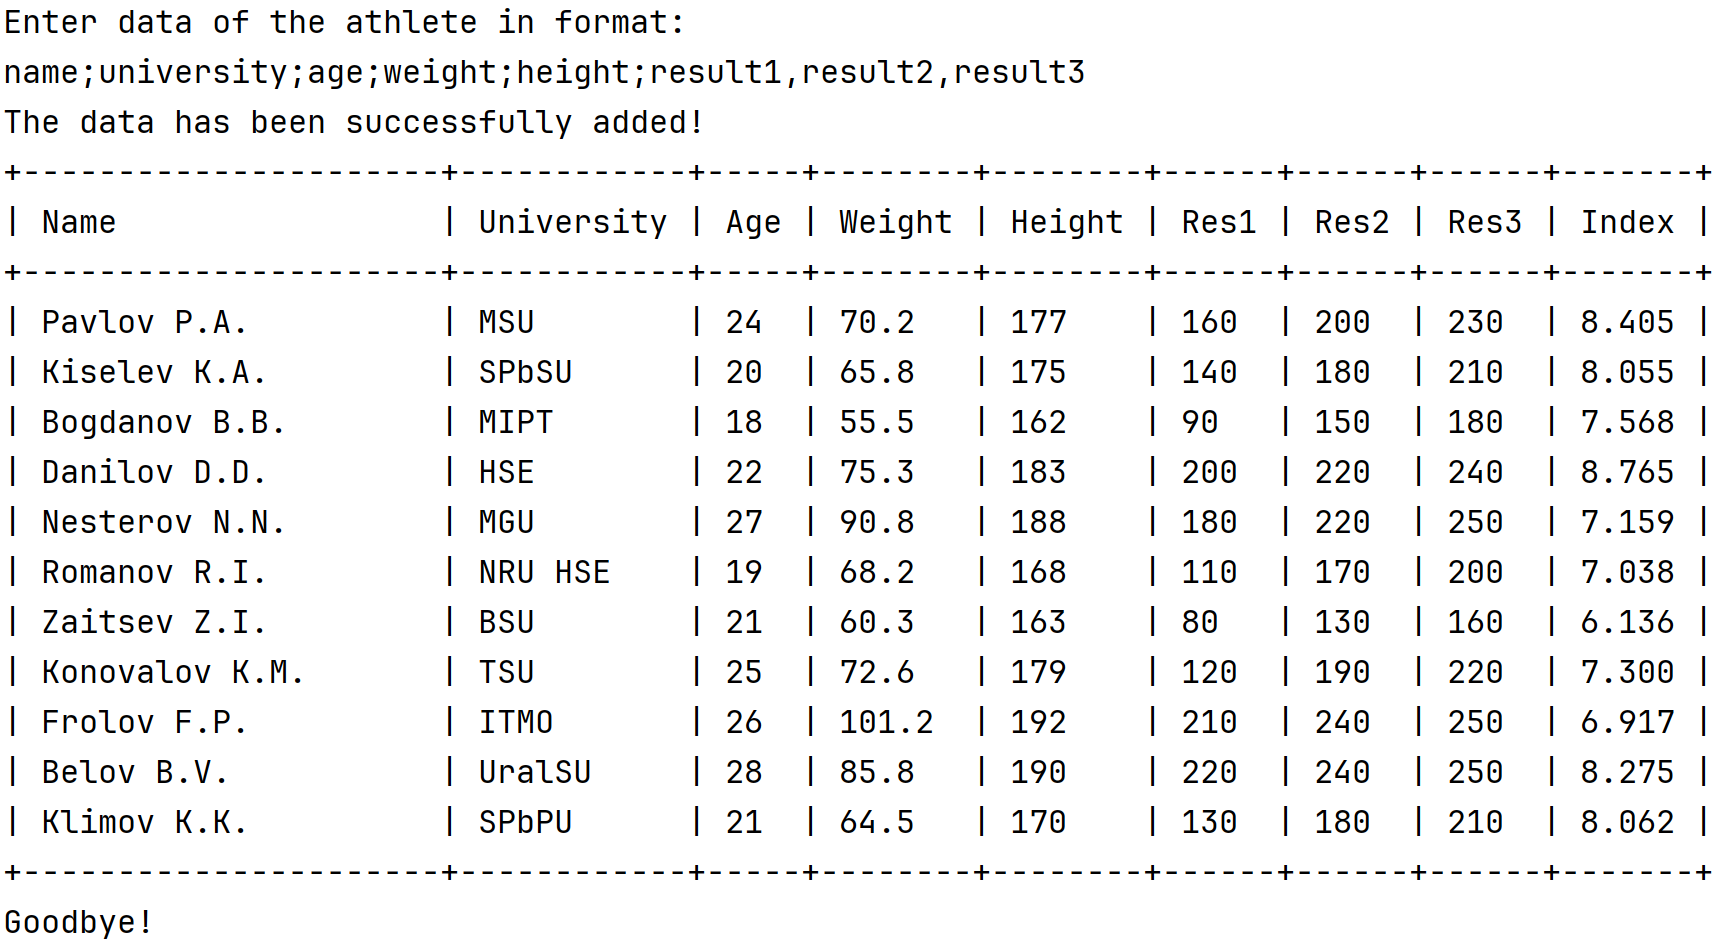 Enter data of the athlete in format:
name;university;age;weight;height;result1,result2,result3
The data has been successfully added!
+----------------------+------------+-----+--------+--------+------+------+------+-------+
| Name                 | University | Age | Weight | Height | Res1 | Res2 | Res3 | Index |
+----------------------+------------+-----+--------+--------+------+------+------+-------+
| Pavlov P.A.          | MSU        | 24  | 70.2   | 177    | 160  | 200  | 230  | 8.405 |
| Kiselev K.A.         | SPbSU      | 20  | 65.8   | 175    | 140  | 180  | 210  | 8.055 |
| Bogdanov B.B.        | MIPT       | 18  | 55.5   | 162    | 90   | 150  | 180  | 7.568 |
| Danilov D.D.         | HSE        | 22  | 75.3   | 183    | 200  | 220  | 240  | 8.765 |
| Nesterov N.N.        | MGU        | 27  | 90.8   | 188    | 180  | 220  | 250  | 7.159 |
| Romanov R.I.         | NRU HSE    | 19  | 68.2   | 168    | 110  | 170  | 200  | 7.038 |
| Zaitsev Z.I.         | BSU        | 21  | 60.3   | 163    | 80   | 130  | 160  | 6.136 |
| Konovalov K.M.       | TSU        | 25  | 72.6   | 179    | 120  | 190  | 220  | 7.300 |
| Frolov F.P.          | ITMO       | 26  | 101.2  | 192    | 210  | 240  | 250  | 6.917 |
| Belov B.V.           | UralSU     | 28  | 85.8   | 190    | 220  | 240  | 250  | 8.275 |
| Klimov K.K.          | SPbPU      | 21  | 64.5   | 170    | 130  | 180  | 210  | 8.062 |
+----------------------+------------+-----+--------+--------+------+------+------+-------+
Goodbye!